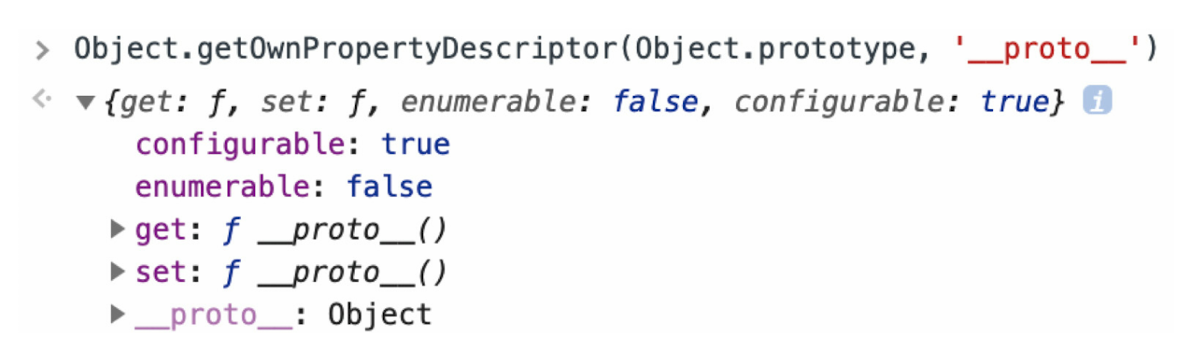 > Object.getOwnPropertyDescriptor(Object.prototype, '__proto__')
{get: ƒ, set: ƒ, enumerable: false, configurable: true} i
configurable: true
enumerable: false
get: ƒ __proto__()
set: ƒ __proto__()
__proto__: Object